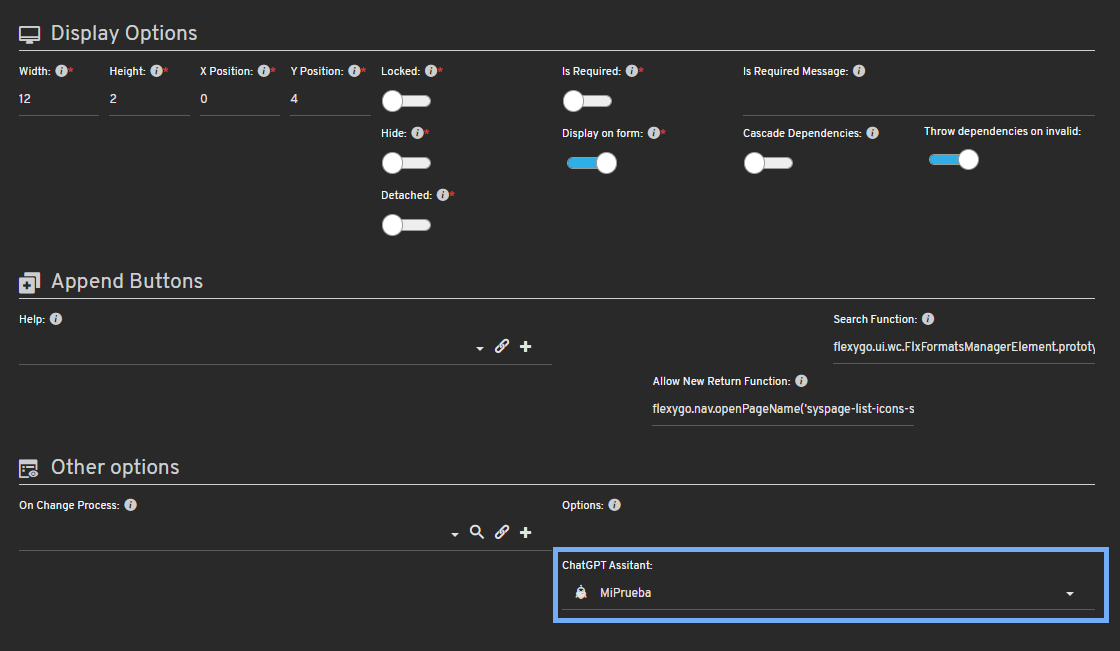 Display Options
Width: i* Height: i* X Position: i* Y Position: i* Locked: i* Is Required: i* Is Required Message: i
12 2 0 4
Hide: i* Display on form: i* Cascade Dependencies: i Throw dependencies on invalid:
Detached: i*
Append Buttons
Help: i Search Function: i
flexygo.ui.wc.FlxFormatsManagerElement.prototy
Allow New Return Function: i
flexygo.nav.openPageName('syspage-list-icons-s
Other options
On Change Process: i Options: i
ChatGPT Assitant:
MiPrueba